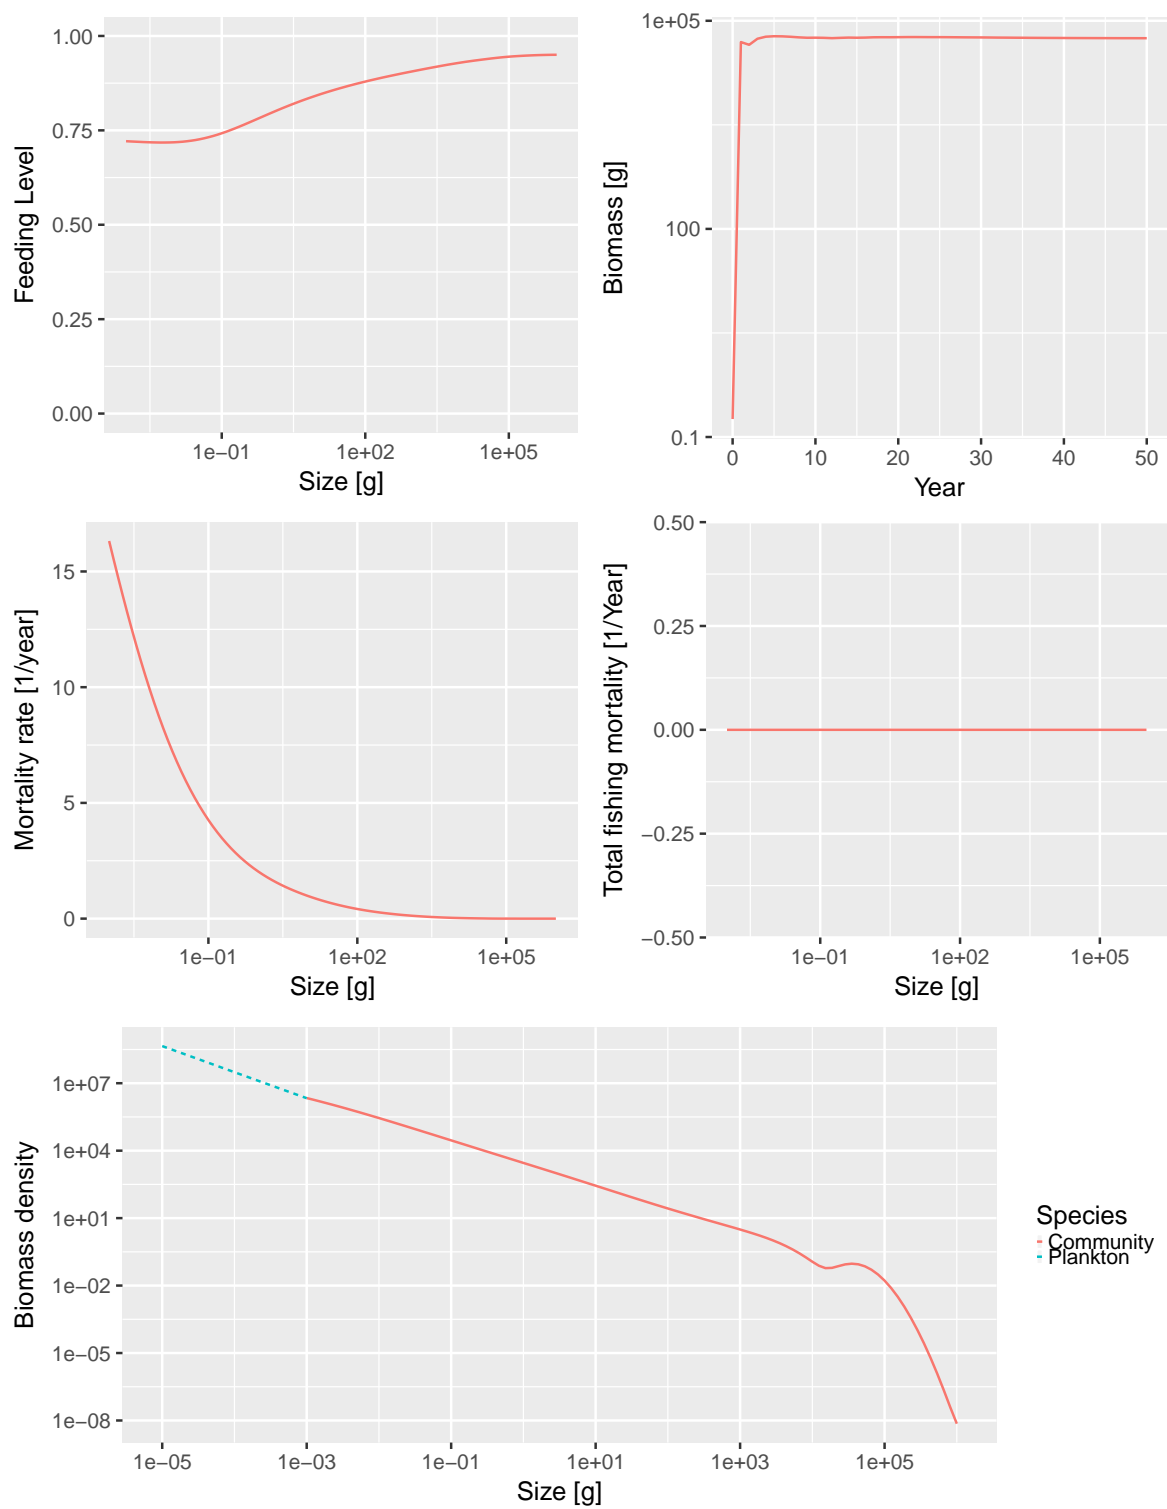 1.00
0.75
0.50
0.25
0.00
Feeding Level
1e−01
1e+02
1e+05
Size [g]
1e+05
100
0.1
Biomass [g]
0
10
20
30
40
50
Year
15
10
5
0
Mortality rate [1/year]
1e−01
1e+02
1e+05
Size [g]
0.50
0.25
0.00
−0.25
−0.50
Total fishing mortality [1/Year]
1e−01
1e+02
1e+05
Size [g]
1e+07
1e+04
1e+01
1e−02
1e−05
1e−08
Biomass density
1e−05
1e−03
1e−01
1e+01
1e+03
1e+05
Size [g]
Species
Community
Plankton